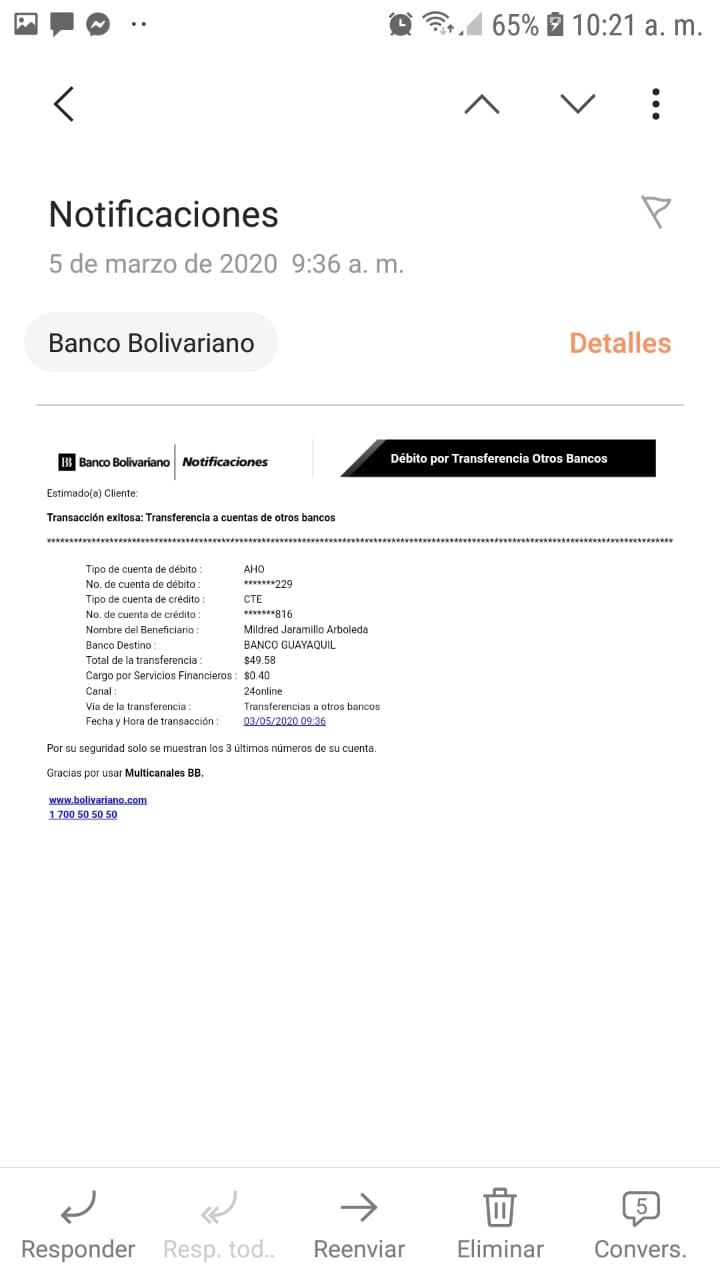 65% 10:21 a. m.
Notificaciones
5 de marzo de 2020 9:36 a. m.
Banco Bolivariano
Detalles
Banco Bolivariano Notificaciones
Débito por Transferencia Otros Bancos
Estimado(a) Cliente:
Transacción exitosa: Transferencia a cuentas de otros bancos
Tipo de cuenta de débito : AHO
No. de cuenta de débito : *******229
Tipo de cuenta de crédito : CTE
No. de cuenta de crédito : *******816
Nombre del Beneficiario : Mildred Jaramillo Arboleda
Banco Destino : BANCO GUAYAQUIL
Total de la transferencia : $49.58
Cargo por Servicios Financieros : $0.40
Canal : 24online
Vía de la transferencia : Transferencias a otros bancos
Fecha y Hora de transacción : 03/05/2020 09:36
Por su seguridad solo se muestran los 3 últimos números de su cuenta.
Gracias por usar Multicanales BB.
www.bolivariano.com
1 700 50 50 50
5
Responder Resp. tod.. Reenviar Eliminar Convers.